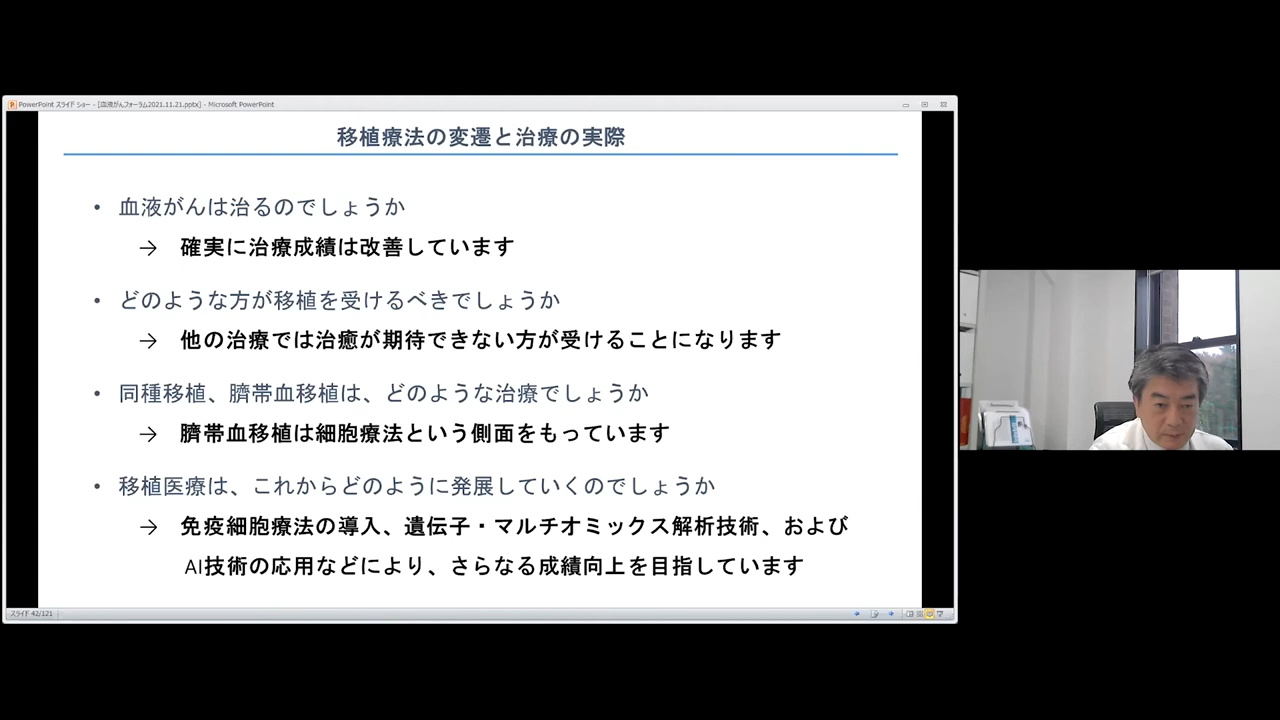 PowerPoint スライド ショー - [血液がんフォーラム2021.11.21.pptx] - Microsoft PowerPoint
移植療法の変遷と治療の実際
• 血液がんは治るのでしょうか
→ 確実に治療成績は改善しています
• どのような方が移植を受けるべきでしょうか
→ 他の治療では治癒が期待できない方が受けることになります
• 同種移植、臍帯血移植は、どのような治療でしょうか
→ 臍帯血移植は細胞療法という側面をもっています
• 移植医療は、これからどのように発展していくのでしょうか
→ 免疫細胞療法の導入、遺伝子・マルチオミックス解析技術、および
AI技術の応用などにより、さらなる成績向上を目指しています
スライド 42/121